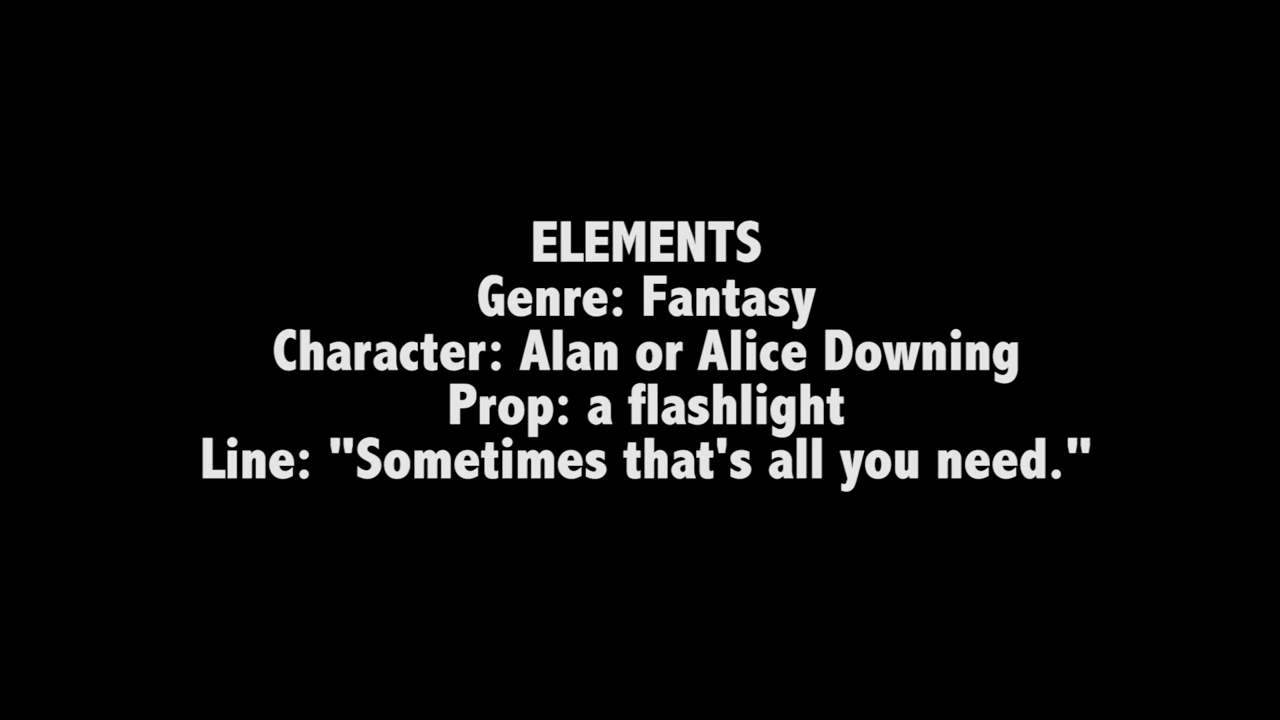 ELEMENTS
Genre: Fantasy
Character: Alan or Alice Downing
Prop: a flashlight
Line: "Sometimes that's all you need."